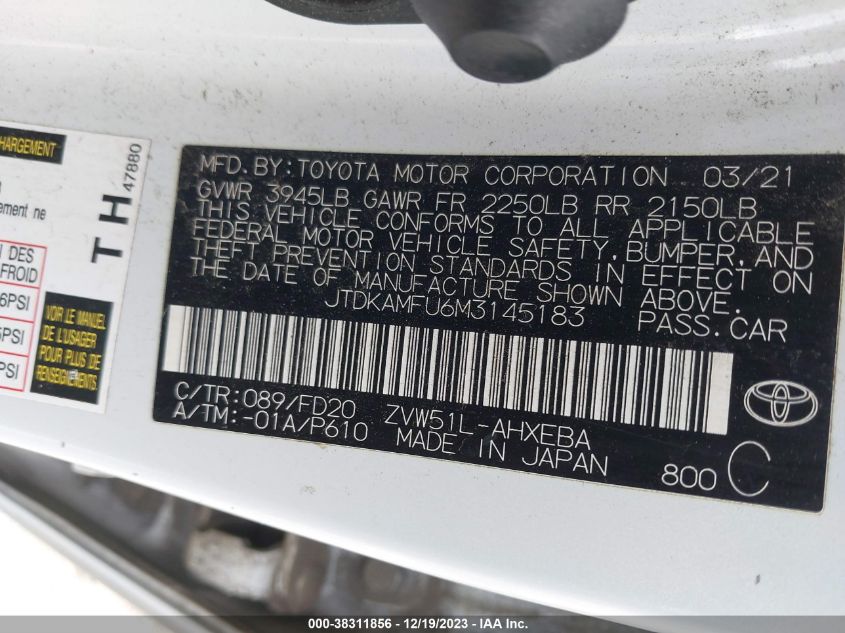 HARGEMENT
ement ne
TH 47880
I DES
FROID
6PSI
5PSI
PSI
VOIR LE MANUEL
DE L'USAGER
POUR PLUS DE
RENSEIGNEMENTS
MFD. BY: TOYOTA MOTOR CORPORATION 03/21
GVWR 3945LB GAWR FR 2250LB RR 2150LB
THIS VEHICLE CONFORMS TO ALL APPLICABLE
FEDERAL MOTOR VEHICLE SAFETY, BUMPER, AND
THEFT PREVENTION STANDARDS IN EFFECT ON
THE DATE OF MANUFACTURE SHOWN ABOVE.
JTDKAMFU6M3145183 PASS. CAR
C/TR: 089/FD20 ZVW51L-AHXEBA
A/TM: -01A/P610 MADE IN JAPAN
800 C
000-38311856 - 12/19/2023 - IAAI.COM